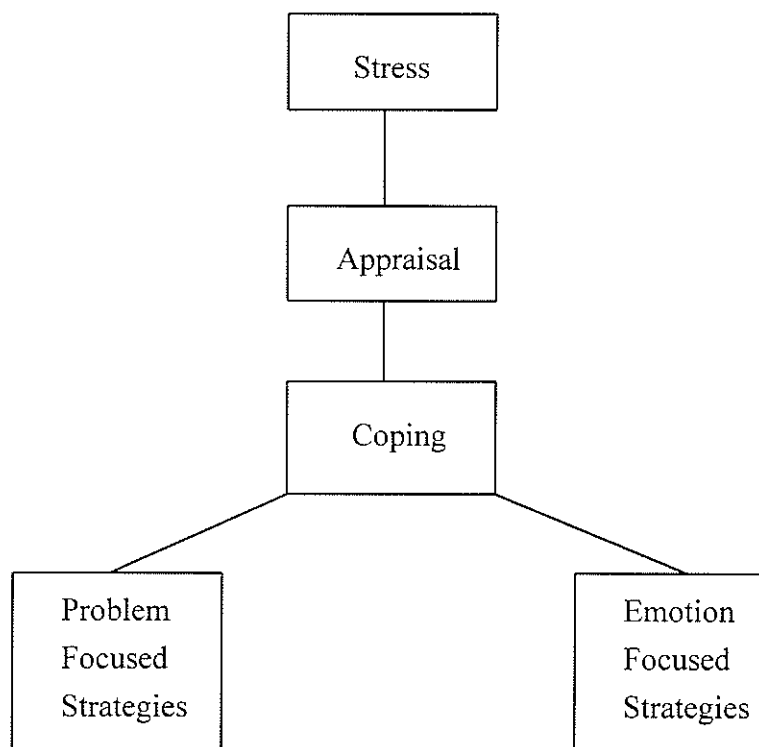 Stress
Appraisal
Coping
Problem
Focused
Strategies
Emotion
Focused
Strategies